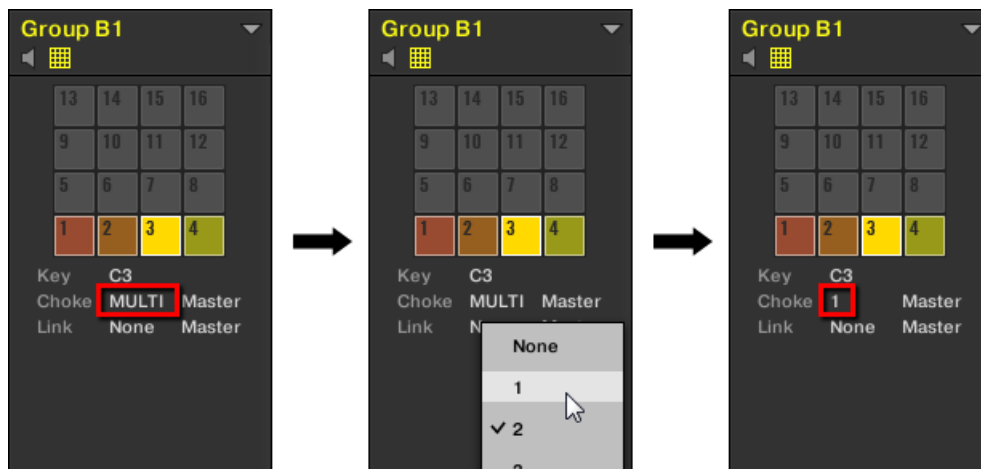 Group B1
13 14 15 16
9 10 11 12
5 6 7 8
1 2 3 4
Key C3
Choke MULTI Master
Link None Master
Group B1
13 14 15 16
9 10 11 12
5 6 7 8
1 2 3 4
Key C3
Choke MULTI Master
Link
None
1
2
Group B1
13 14 15 16
9 10 11 12
5 6 7 8
1 2 3 4
Key C3
Choke 1 Master
Link None Master